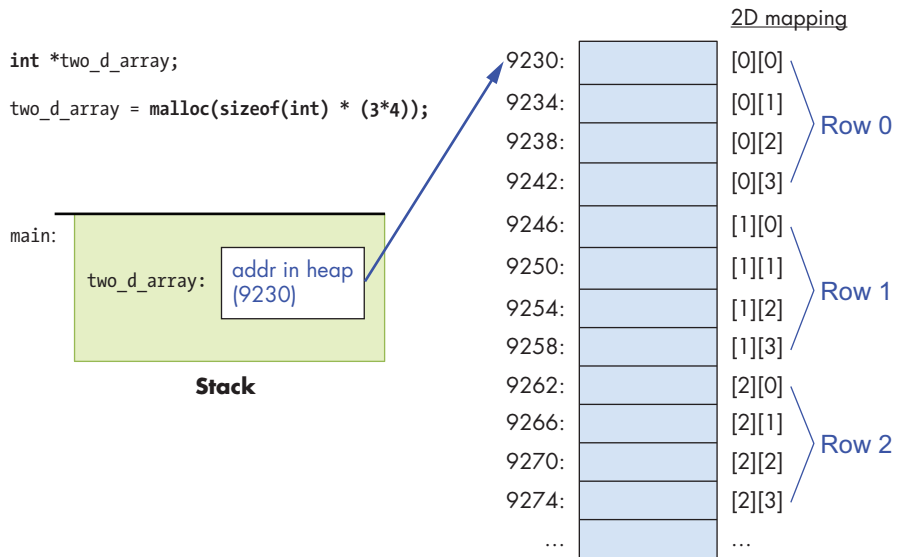 int *two_d_array;
two_d_array = malloc(sizeof(int) * (3*4));
main:
two_d_array:
addr in heap
(9230)
Stack
2D mapping
9230: [0][0]
9234: [0][1]
9238: [0][2]
9242: [0][3]
Row 0
9246: [1][0]
9250: [1][1]
9254: [1][2]
9258: [1][3]
Row 1
9262: [2][0]
9266: [2][1]
9270: [2][2]
9274: [2][3]
Row 2
... ...